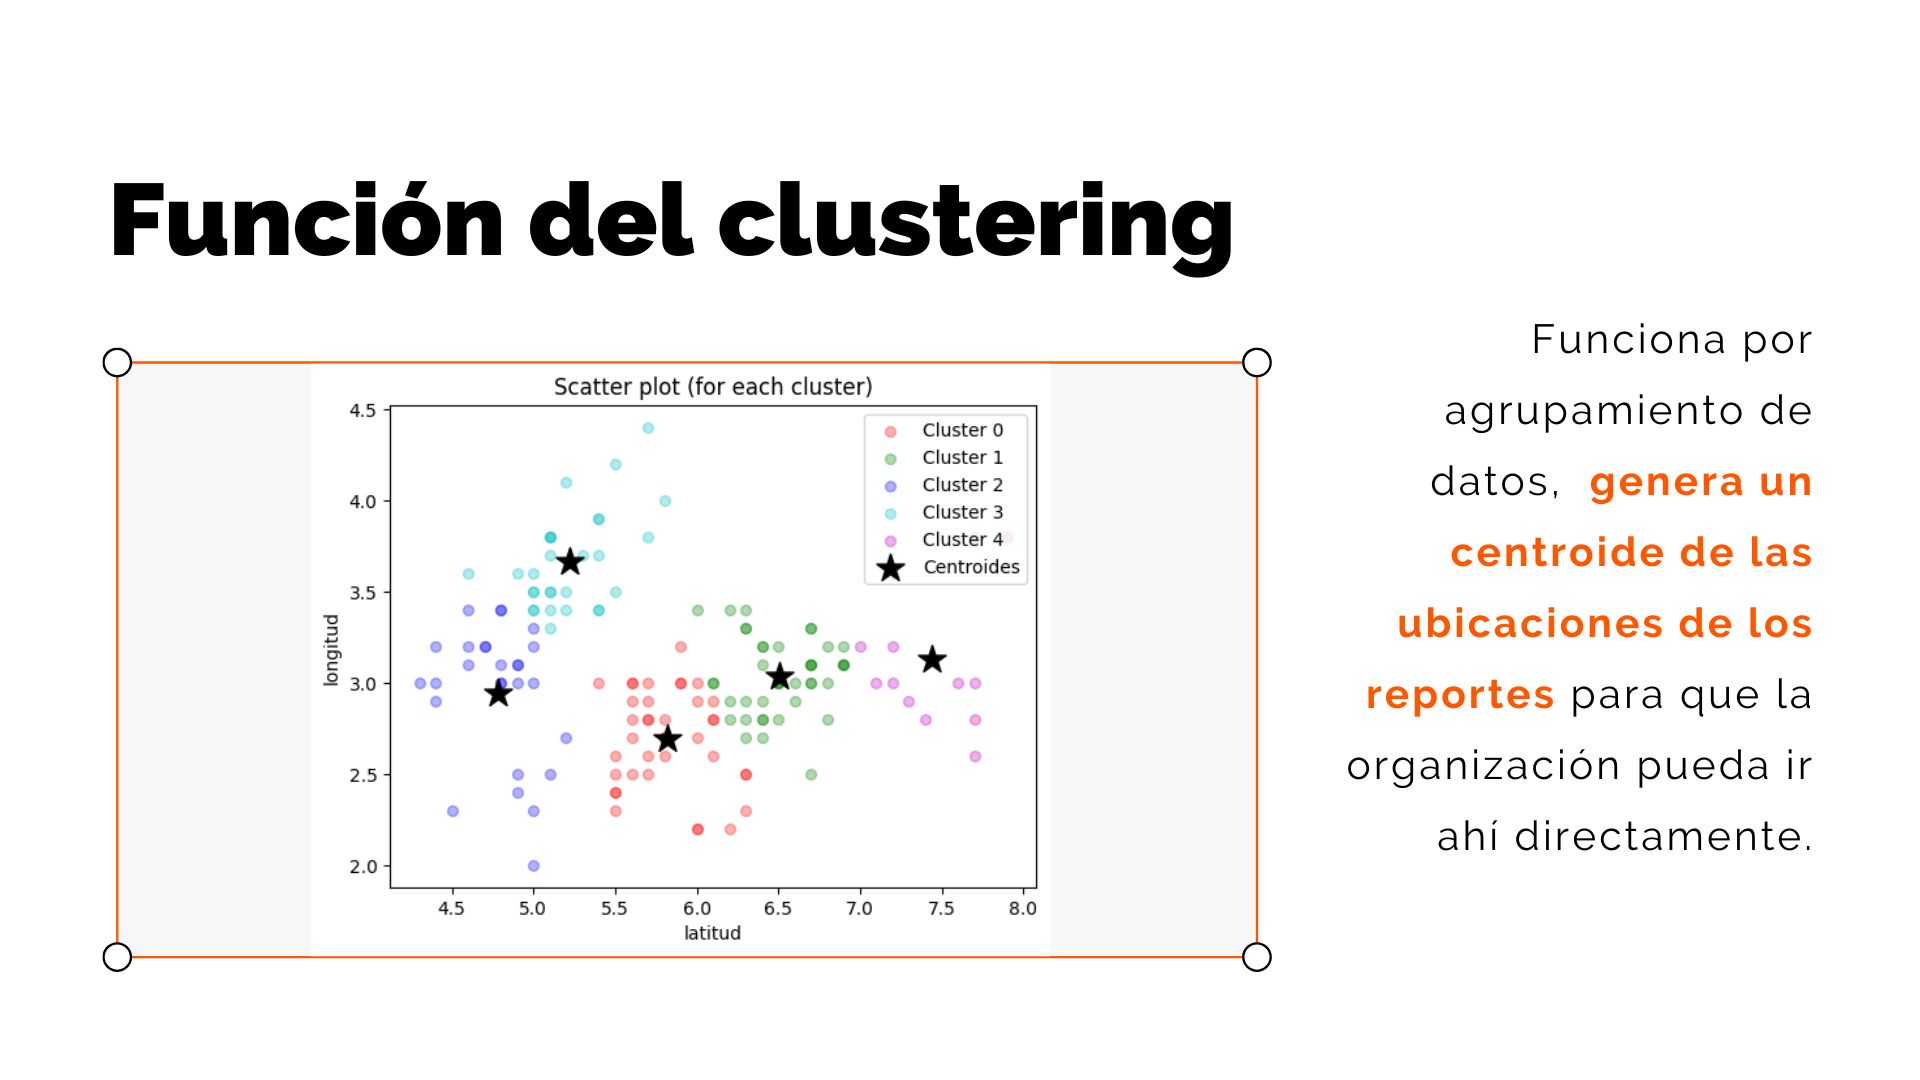 Función del clustering
Scatter plot (for each cluster)
4.5
4.0
3.5
3.0
2.5
2.0
longitud
Cluster 0
Cluster 1
Cluster 2
Cluster 3
Cluster 4
Centroides
4.5 5.0 5.5 6.0 6.5 7.0 7.5 8.0
latitud
Funciona por
agrupamiento de
datos, genera un
centroide de las
ubicaciones de los
reportes para que la
organización pueda ir
ahí directamente.